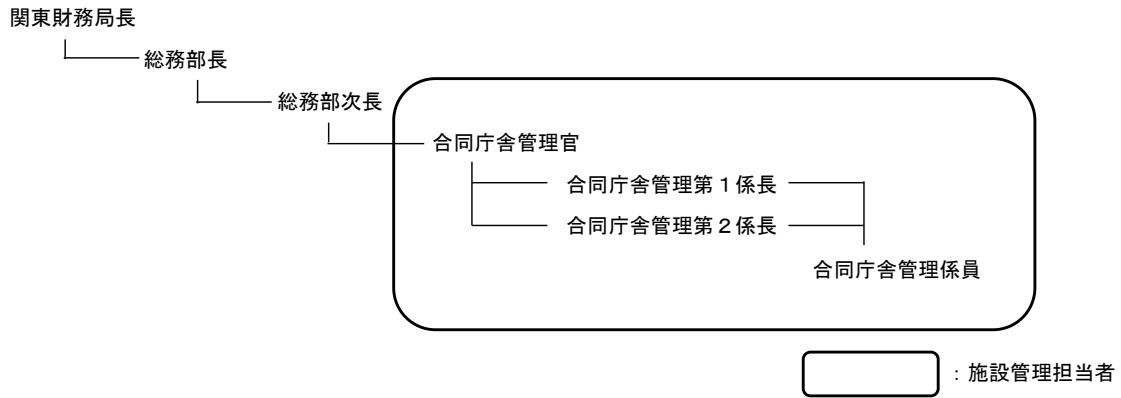 関東財務局長
総務部長
総務部次長
合同庁舎管理官
合同庁舎管理第１係長
合同庁舎管理第２係長
合同庁舎管理係員
：施設管理担当者